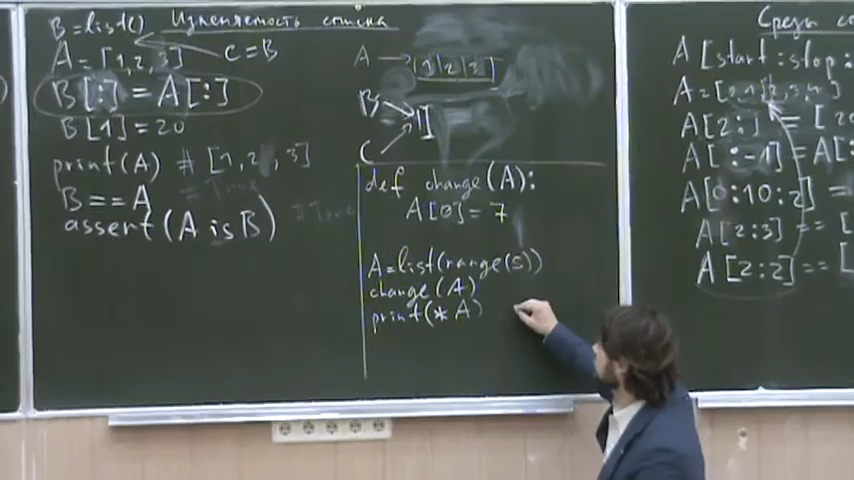 Изменяемость списка
B=list()
A=[1,2,3]
C=B
B[:]=A[:]
B[1]=20
print(A) # [1,2,3]
B==A
assert(A is B)
A
1 2 3
B
C
def change(A):
A[0]=7
A=list(range(5))
change(A)
print(*A)
Срезы
A[start:stop:
A=[
A[2:]=[20
A[:-1]=A[:
A[0:10:2]=
A[2:3]==[
A[2:2]==[